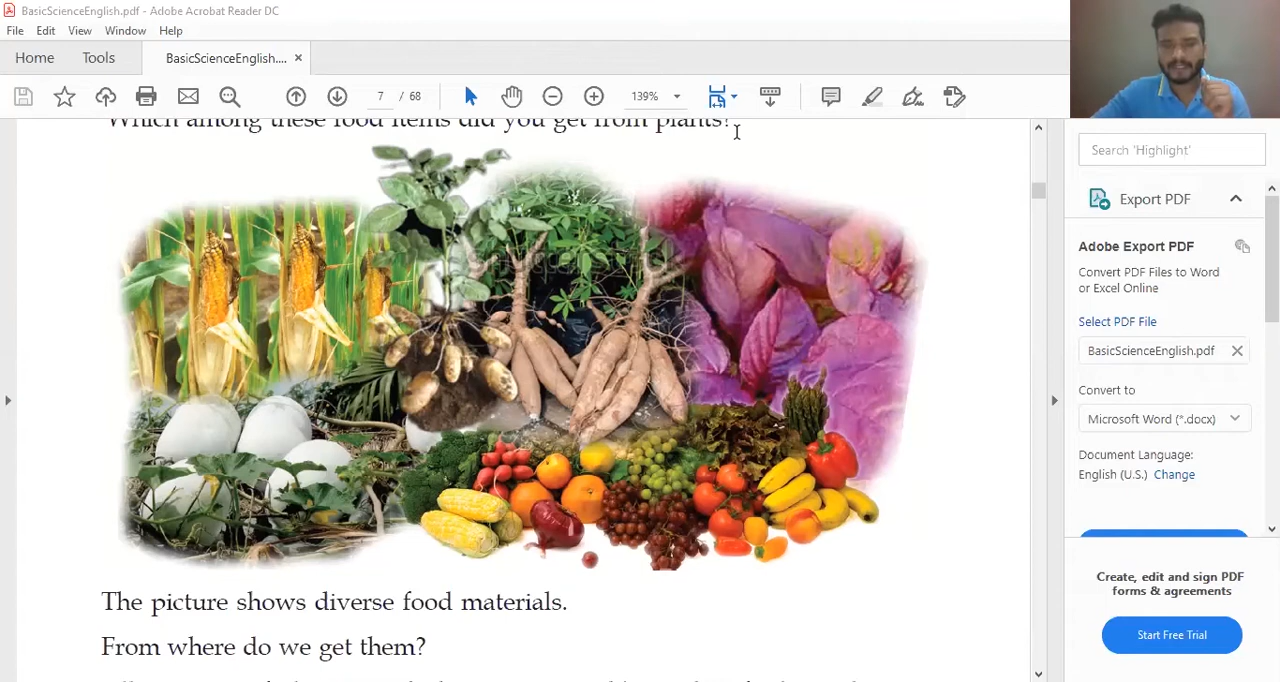 BasicScienceEnglish.pdf - Adobe Acrobat Reader DC
File Edit View Window Help
Home Tools BasicScienceEnglish.... ×
7 / 68 139%
Which among these food items did you get from plants?
The picture shows diverse food materials.
From where do we get them?
Search 'Highlight'
Export PDF
Adobe Export PDF
Convert PDF Files to Word
or Excel Online
Select PDF File
BasicScienceEnglish.pdf
Convert to
Microsoft Word (*.docx)
Document Language:
English (U.S.) Change
Create, edit and sign PDF
forms & agreements
Start Free Trial